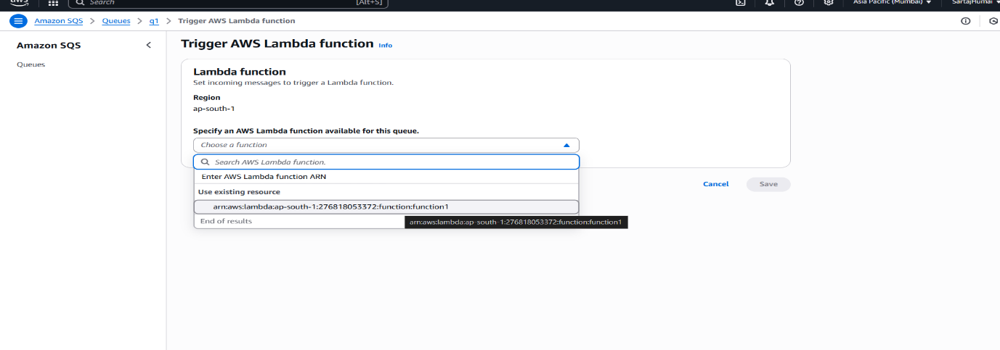 aws Search [Alt+S] Asia Pacific (Mumbai) SartajHumai
Amazon SQS > Queues > q1 > Trigger AWS Lambda function
Amazon SQS
Queues
Trigger AWS Lambda function Info
Lambda function
Set incoming messages to trigger a Lambda function.
Region
ap-south-1
Specify an AWS Lambda function available for this queue.
Choose a function
Search AWS Lambda function.
Enter AWS Lambda function ARN
Use existing resource
arn:aws:lambda:ap-south-1:276818053372:function:function1
End of results
arn:aws:lambda:ap-south-1:276818053372:function:function1
Cancel
Save